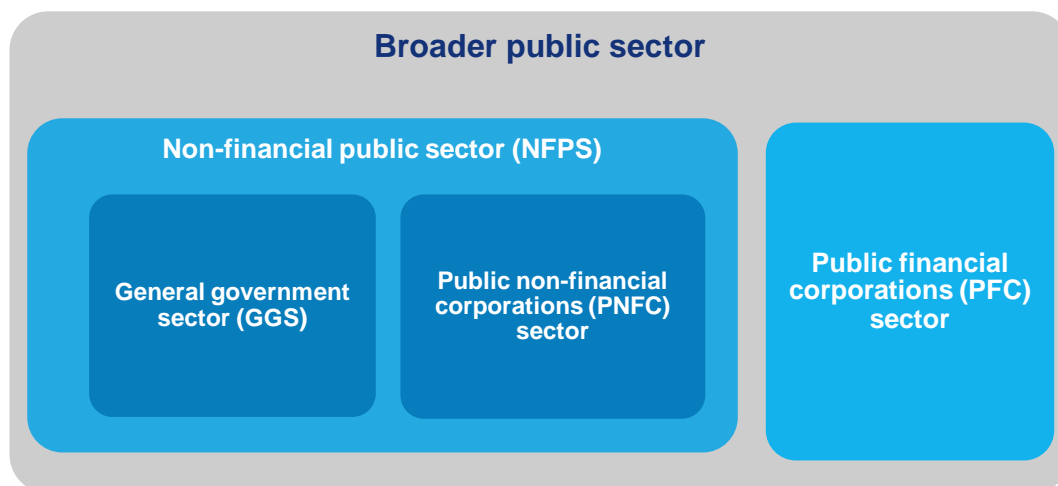 Broader public sector
Non-financial public sector (NFPS)
General government
sector (GGS)
Public non-financial
corporations (PNFC)
sector
Public financial
corporations (PFC)
sector